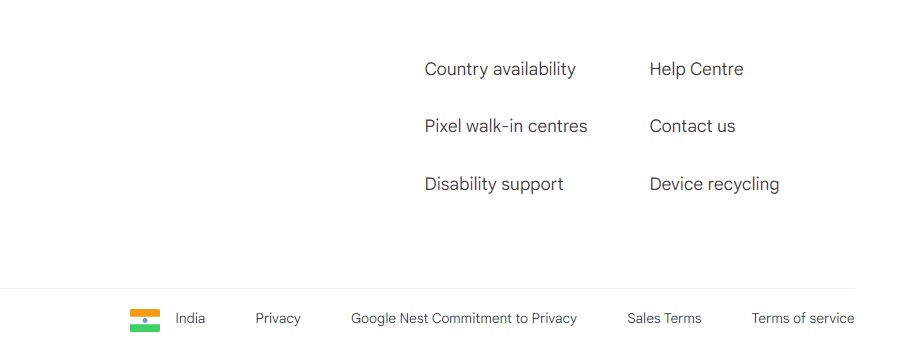 Country availability
Help Centre
Pixel walk-in centres
Contact us
Disability support
Device recycling
India Privacy Google Nest Commitment to Privacy Sales Terms Terms of service